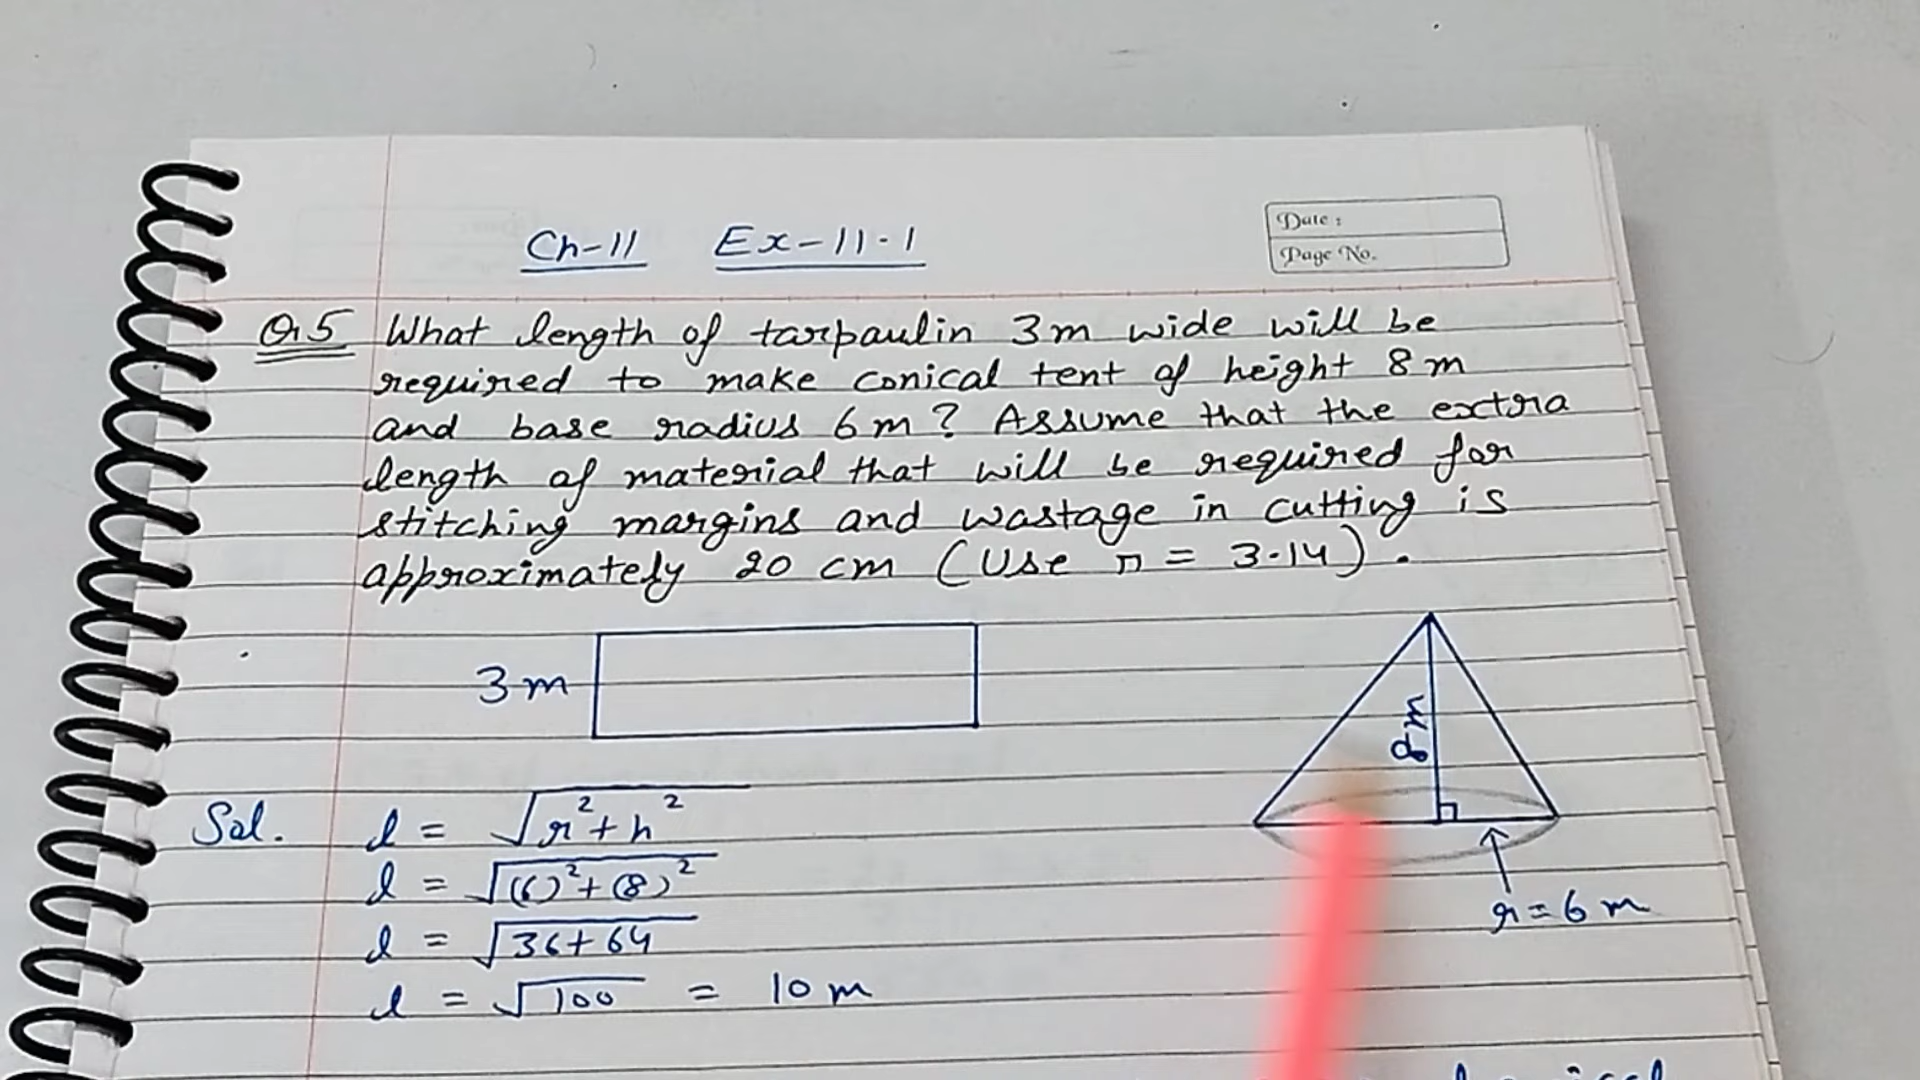 Ch-11 Ex-11.1
Date :
Page No.
Q.5 What length of tarpaulin 3m wide will be
required to make conical tent of height 8m
and base radius 6m? Assume that the extra
length of material that will be required for
stitching margins and wastage in cutting is
approximately 20 cm (Use π = 3.14).
3m
8m
Sol. l = √r²+h²
l = √(6)²+(8)²
r=6m
l = √36+64
l = √100 = 10m